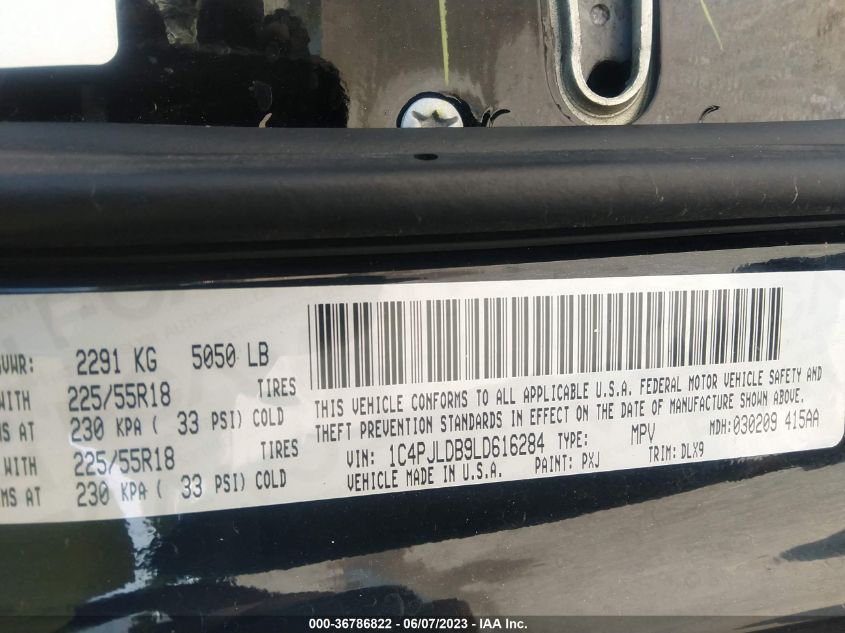 GVWR: 2291 KG 5050 LB
WITH 225/55R18 TIRES
MS AT 230 KPA ( 33 PSI) COLD
WITH 225/55R18 TIRES
MS AT 230 KPA ( 33 PSI) COLD
THIS VEHICLE CONFORMS TO ALL APPLICABLE U.S.A. FEDERAL MOTOR VEHICLE SAFETY AND
THEFT PREVENTION STANDARDS IN EFFECT ON THE DATE OF MANUFACTURE SHOWN ABOVE.
VIN: 1C4PJLDB9LD616284 TYPE: MPV MDH: 030209 415AA
VEHICLE MADE IN U.S.A. PAINT: PXJ TRIM: DLX9
000-36786822 - 06/07/2023 - IAA Inc.